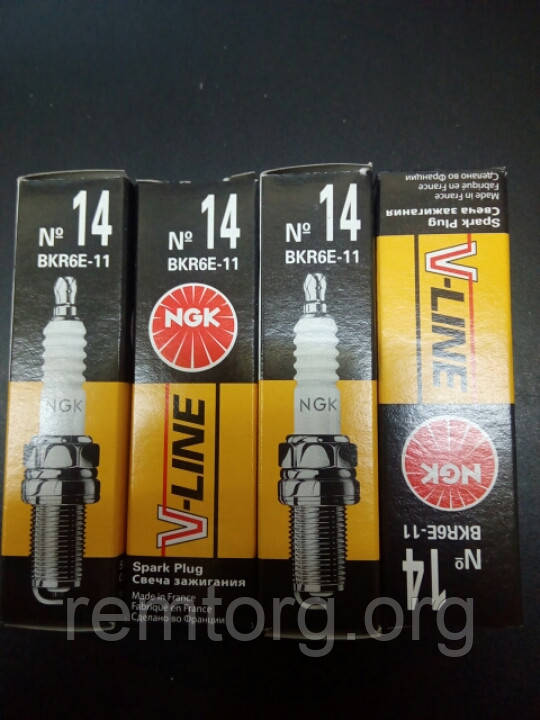 Nº 14
BKR6E-11
NGK
Nº 14
BKR6E-11
NGK
V-LINE
Spark Plug
Свеча зажигания
Made in France
Fabriqué en France
Сделано во Франции
Nº 14
BKR6E-11
NGK
Nº 14
BKR6E-11
NGK
V-LINE
Spark Plug
Свеча зажигания
Made in France
Fabriqué en France
Сделано во Франции
remtorg.org